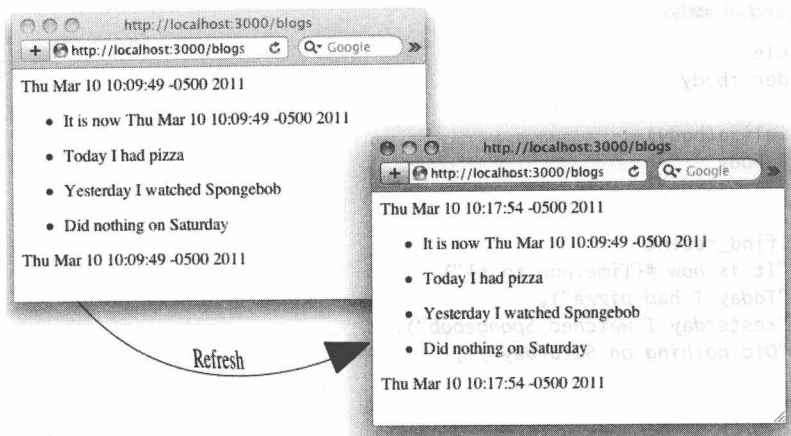 http://localhost:3000/blogs
http://localhost:3000/blogs
Google
Thu Mar 10 10:09:49 -0500 2011
• It is now Thu Mar 10 10:09:49 -0500 2011
• Today I had pizza
• Yesterday I watched Spongebob
• Did nothing on Saturday
Thu Mar 10 10:09:49 -0500 2011
Refresh
http://localhost:3000/blogs
http://localhost:3000/blogs
Google
Thu Mar 10 10:17:54 -0500 2011
• It is now Thu Mar 10 10:09:49 -0500 2011
• Today I had pizza
• Yesterday I watched Spongebob
• Did nothing on Saturday
Thu Mar 10 10:17:54 -0500 2011